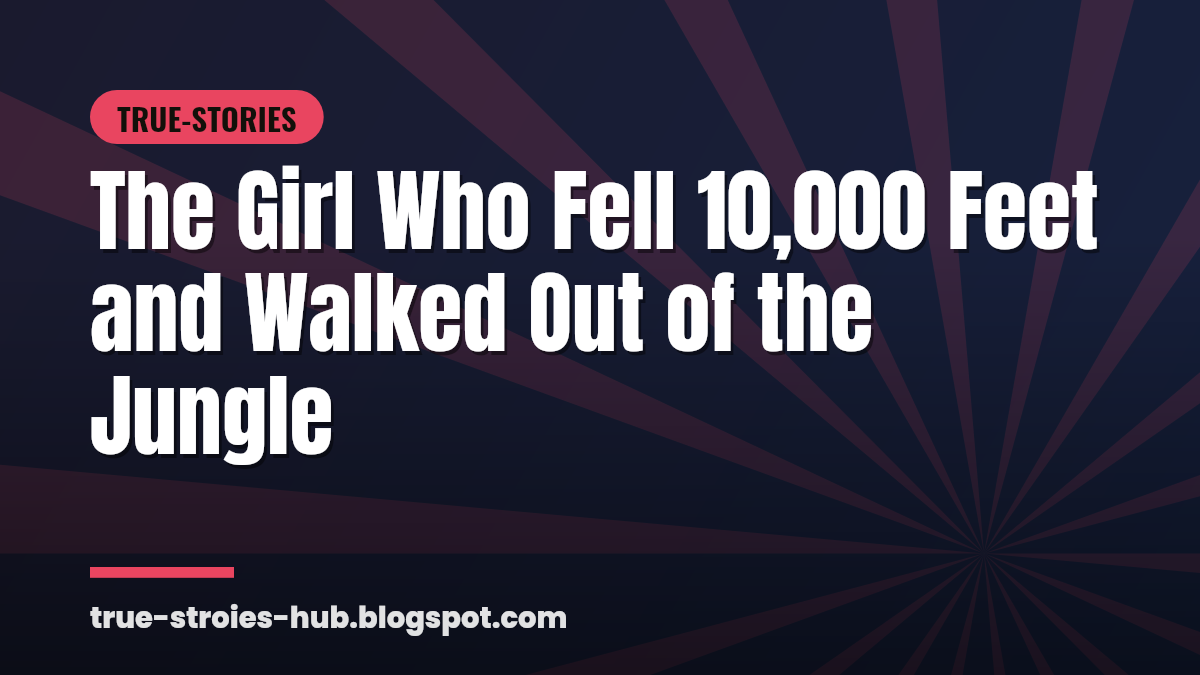 TRUE-STORIES
The Girl Who Fell 10,000 Feet
and Walked Out of the
Jungle
true-stroies-hub.blogspot.com